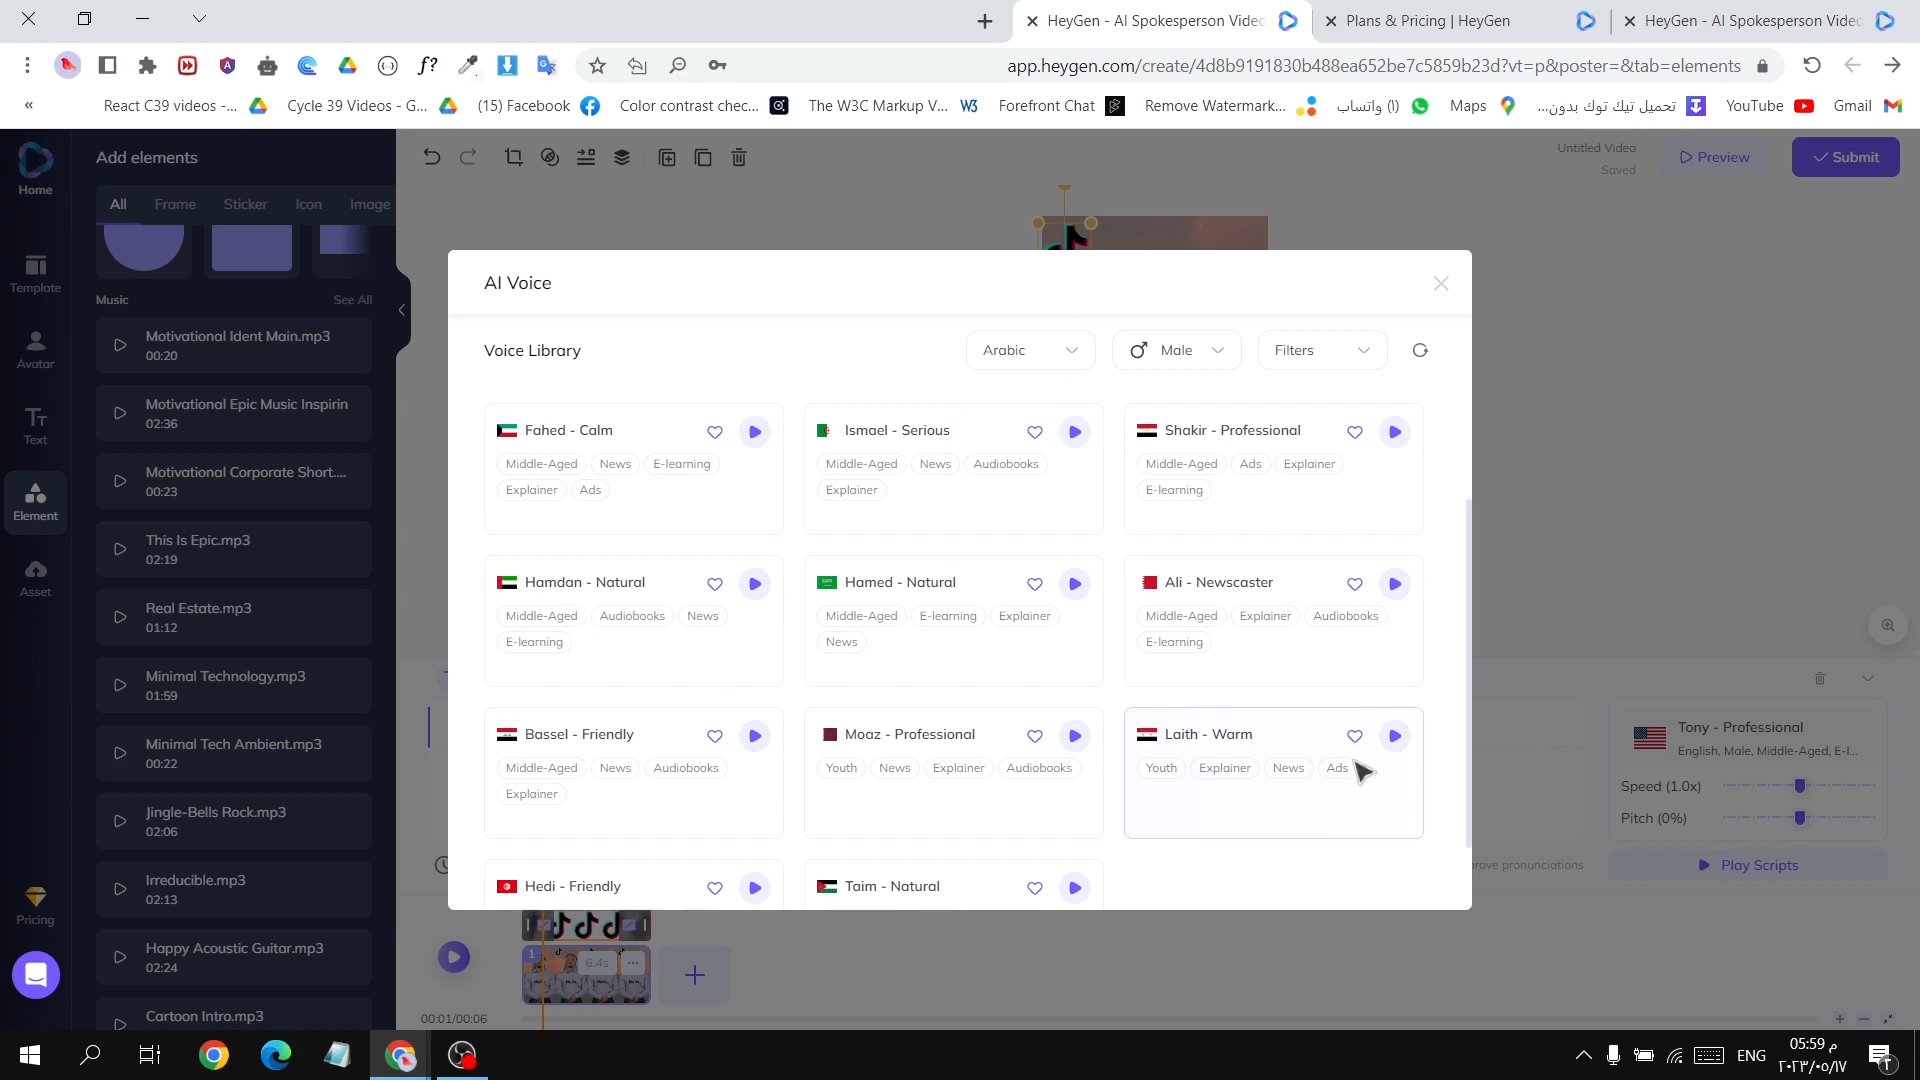 HeyGen - AI Spokesperson Video
Plans & Pricing | HeyGen
HeyGen - AI Spokesperson Video
app.heygen.com/create/4d8b9191830b488ea652be7c5859b23d?vt=p&poster=&tab=elements
f?
«
React C39 videos -...
Cycle 39 Videos - G...
(15) Facebook
Color contrast chec...
The W3C Markup V...
W3
Forefront Chat
Remove Watermark...
(١) واتساب
Maps
تحميل تيك توك بدون...
YouTube
Gmail
Home
Template
Avatar
Text
Element
Asset
Pricing
Add elements
All
Frame
Sticker
Icon
Image
Music
See All
Motivational Ident Main.mp3
00:20
Motivational Epic Music Inspirin
02:36
Motivational Corporate Short....
00:23
This Is Epic.mp3
02:19
Real Estate.mp3
01:12
Minimal Technology.mp3
01:59
Minimal Tech Ambient.mp3
00:22
Jingle-Bells Rock.mp3
02:06
Irreducible.mp3
02:13
Happy Acoustic Guitar.mp3
02:24
Cartoon Intro.mp3
Untitled Video
Saved
Preview
Submit
AI Voice
Voice Library
Arabic
Male
Filters
Fahed - Calm
Middle-Aged
News
E-learning
Explainer
Ads
Ismael - Serious
Middle-Aged
News
Audiobooks
Explainer
Shakir - Professional
Middle-Aged
Ads
Explainer
E-learning
Hamdan - Natural
Middle-Aged
Audiobooks
News
E-learning
Hamed - Natural
Middle-Aged
E-learning
Explainer
News
Ali - Newscaster
Middle-Aged
Explainer
Audiobooks
E-learning
Bassel - Friendly
Middle-Aged
News
Audiobooks
Explainer
Moaz - Professional
Youth
News
Explainer
Audiobooks
Laith - Warm
Youth
Explainer
News
Ads
Hedi - Friendly
Taim - Natural
Tony - Professional
English, Male, Middle-Aged, E-l...
Speed (1.0x)
Pitch (0%)
prove pronunciations
Play Scripts
1
6.4s
00:01/00:06
ENG
05:59 م
٢٠٢٣/٠٥/١٧
٢